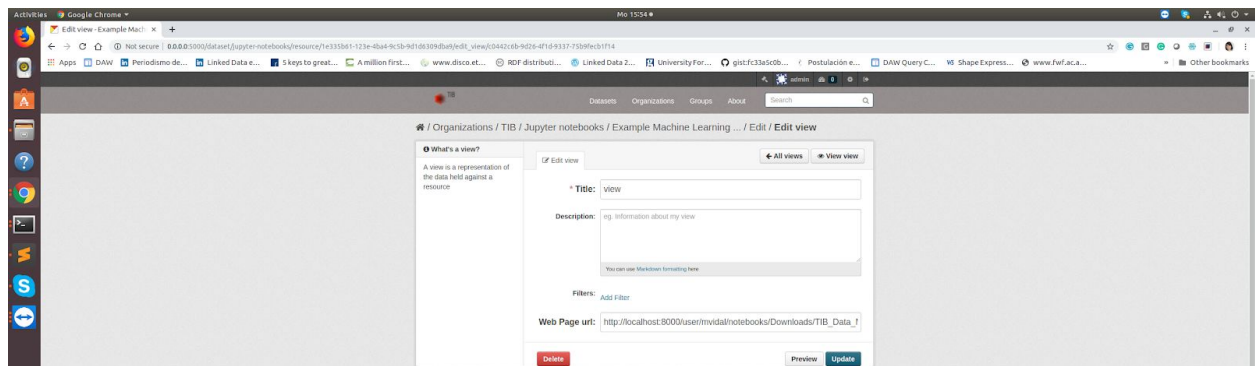 Activities Google Chrome Mo 15:54
Edit view - Example Mach × +
Not secure | 0.0.0.0:5000/dataset/jupyter-notebooks/resource/1e335b61-123e-4ba4-9c5b-9d1d6309dba9/edit_view/c0442c6b-9d26-4f1d-9337-75b9fecb1f14
Apps DAW Periodismo de... Linked Data e... 5 keys to great... A million first... www.disco.et... RDF distributi... Linked Data 2... University For... gist:fc33a5c0b... Postulación e... DAW Query C... Shape Express... www.fwf.ac.a... » Other bookmarks
admin 0
TIB Datasets Organizations Groups About Search
/ Organizations / TIB / Jupyter notebooks / Example Machine Learning ... / Edit / Edit view
What's a view?
A view is a representation of
the data held against a
resource
Edit view All views View view
* Title: view
Description: eg. Information about my view
You can use Markdown formatting here
Filters: Add Filter
Web Page url: http://localhost:8000/user/mvidal/notebooks/Downloads/TIB_Data_
Delete Preview Update